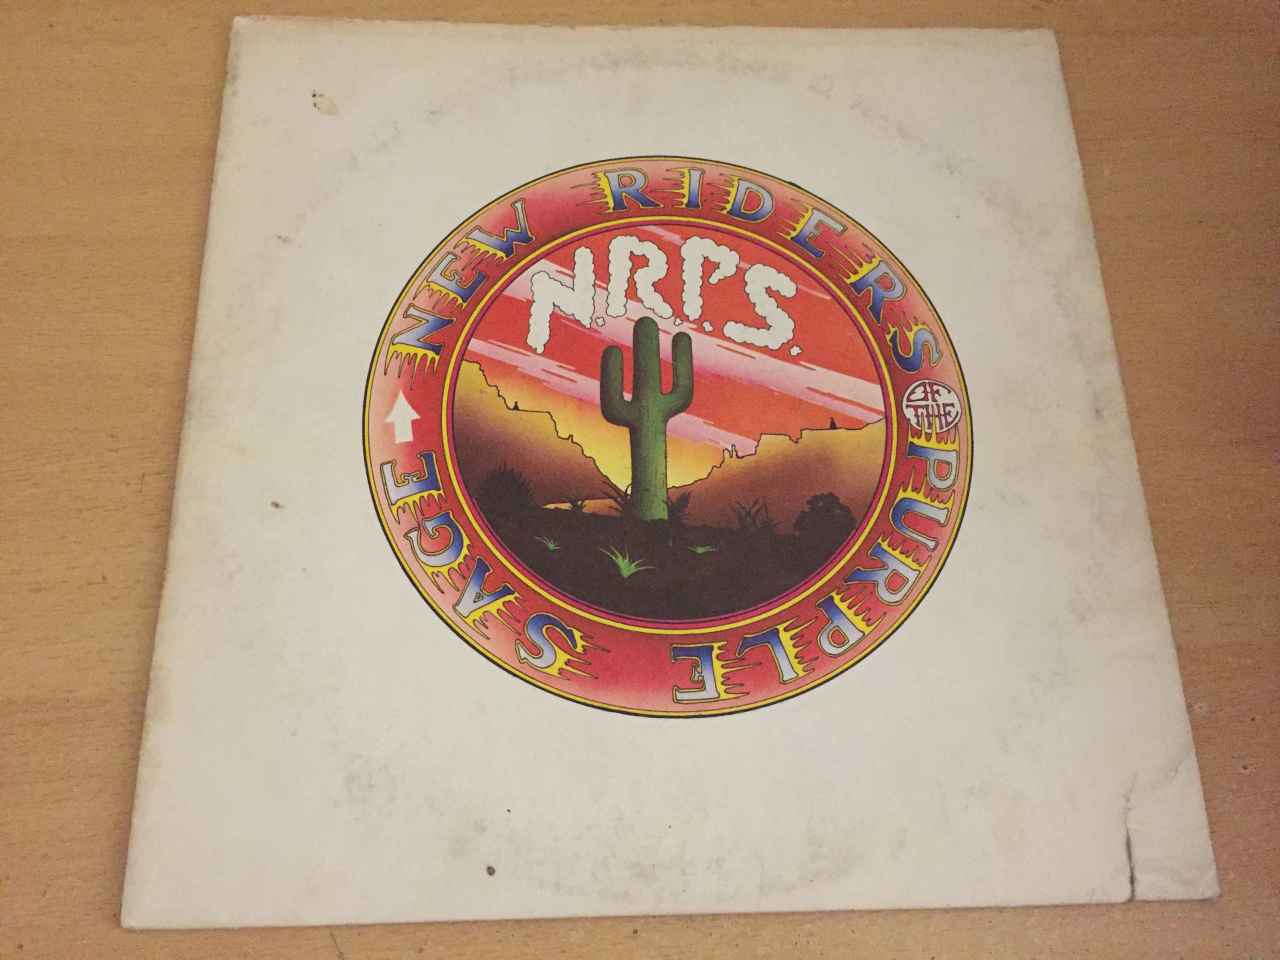 NEW RIDERS OF THE PURPLE SAGE
N.R.P.S.